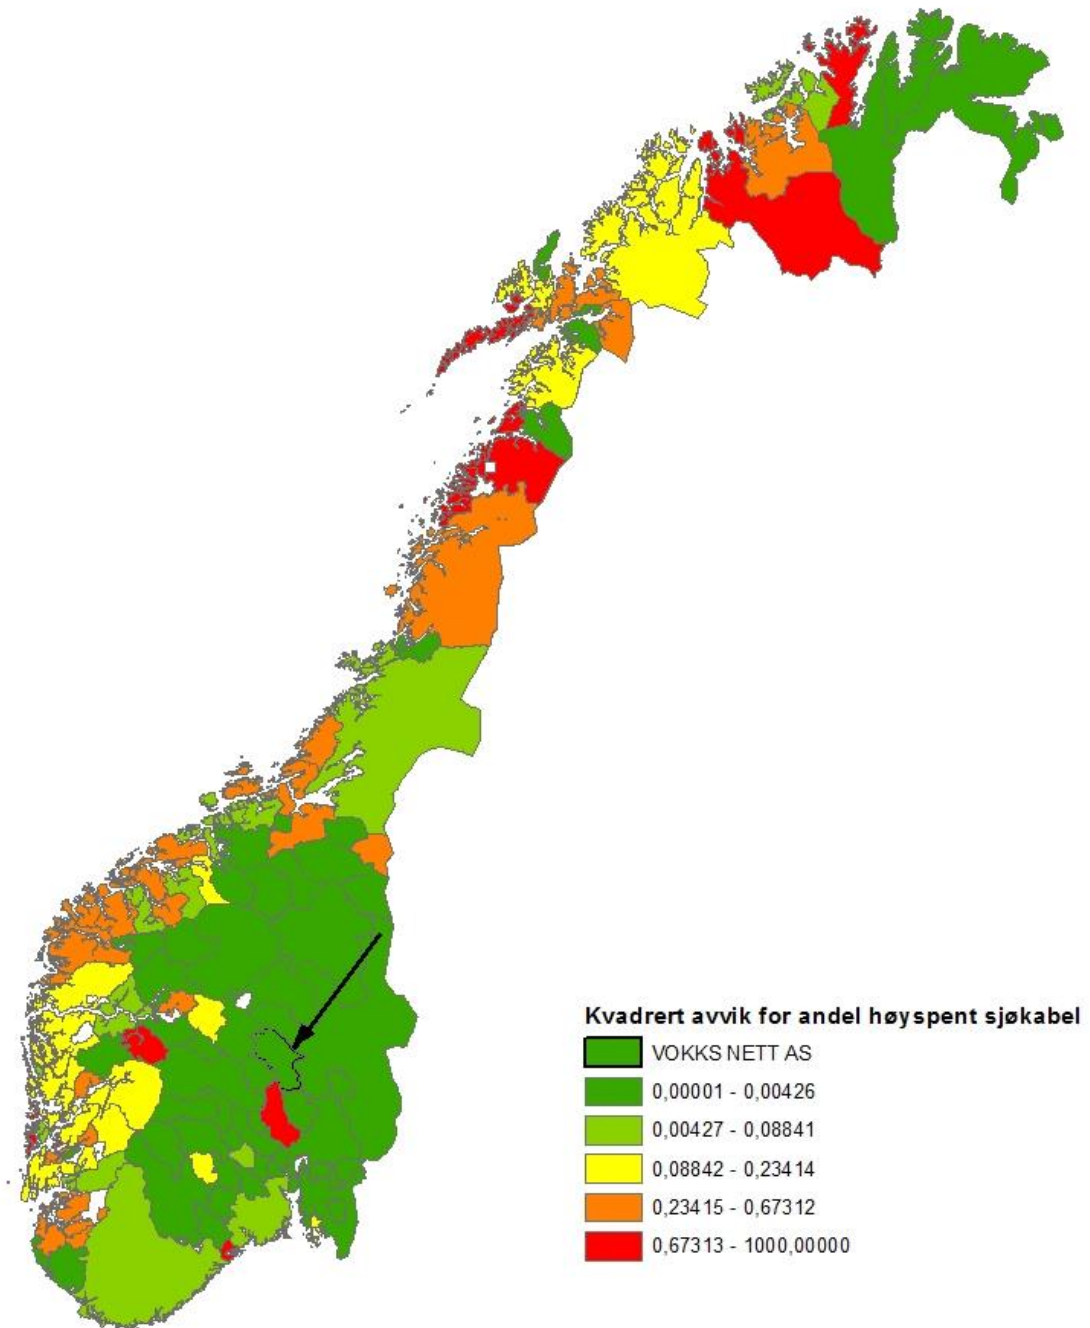 Kvadrert avvik for andel høyspent sjøkabel
VOKKS NETT AS
0,00001 - 0,00426
0,00427 - 0,08841
0,08842 - 0,23414
0,23415 - 0,67312
0,67313 - 1000,00000